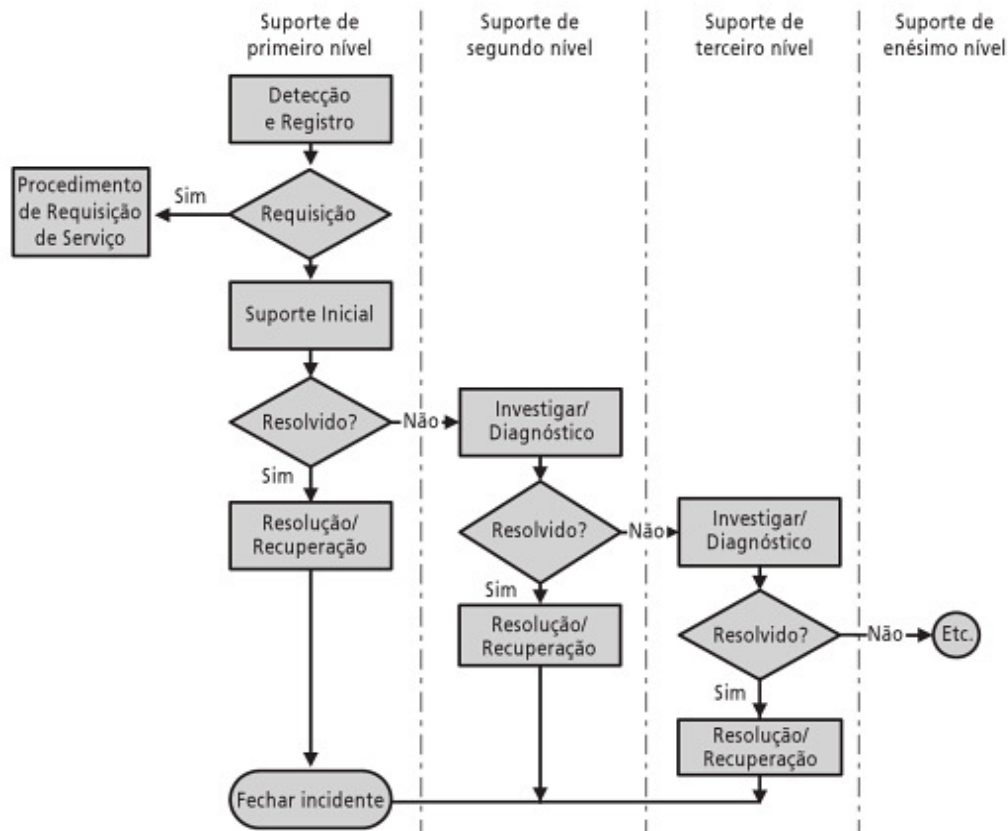 Suporte de
primeiro nível
Suporte de
segundo nível
Suporte de
terceiro nível
Suporte de
enésimo nível
Detecção
e Registro
Procedimento
de Requisição
de Serviço
Sim
Requisição
Suporte Inicial
Resolvido?
Não
Investigar/
Diagnóstico
Sim
Resolução/
Recuperação
Resolvido?
Não
Investigar/
Diagnóstico
Sim
Resolução/
Recuperação
Resolvido?
Não
Etc.
Sim
Resolução/
Recuperação
Fechar incidente